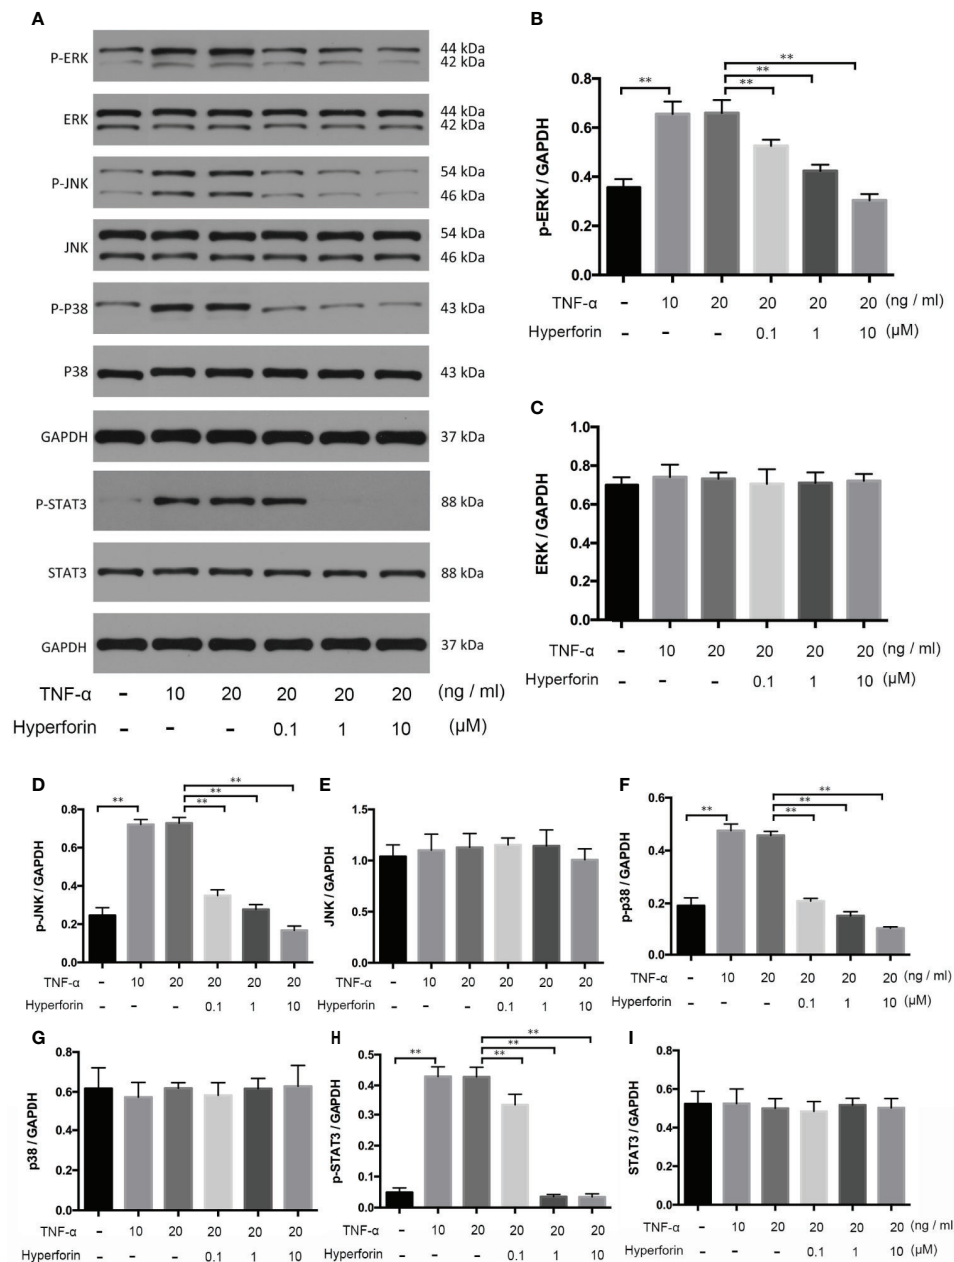 A
P-ERK 44 kDa
42 kDa
ERK 44 kDa
42 kDa
P-JNK 54 kDa
46 kDa
JNK 54 kDa
46 kDa
P-P38 43 kDa
P38 43 kDa
GAPDH 37 kDa
P-STAT3 88 kDa
STAT3 88 kDa
GAPDH 37 kDa
TNF-α - 10 20 20 20 20 (ng / ml)
Hyperforin - - - 0.1 1 10 (μM)
B
** ** ** **
p-ERK / GAPDH
0.8
0.6
0.4
0.2
0.0
TNF-α - 10 20 20 20 20 (ng / ml)
Hyperforin - - - 0.1 1 10 (μM)
C
ERK / GAPDH
1.0
0.8
0.6
0.4
0.2
0.0
TNF-α - 10 20 20 20 20 (ng / ml)
Hyperforin - - - 0.1 1 10 (μM)
D
** ** ** **
p-JNK / GAPDH
0.8
0.6
0.4
0.2
0.0
TNF-α - 10 20 20 20 20
Hyperforin - - - 0.1 1 10
E
JNK / GAPDH
1.5
1.0
0.5
0.0
- 10 20 20 20 20
- - - 0.1 1 10
F
** ** ** **
p-p38 / GAPDH
0.6
0.4
0.2
0.0
TNF-α - 10 20 20 20 20 (ng / ml)
Hyperforin - - - 0.1 1 10 (μM)
G
p38 / GAPDH
0.8
0.6
0.4
0.2
0.0
TNF-α - 10 20 20 20 20
Hyperforin - - - 0.1 1 10
H
** ** ** **
p-STAT3 / GAPDH
0.5
0.4
0.3
0.2
0.1
0.0
- 10 20 20 20 20
- - - 0.1 1 10
I
STAT3 / GAPDH
0.8
0.6
0.4
0.2
0.0
TNF-α - 10 20 20 20 20 (ng / ml)
Hyperforin - - - 0.1 1 10 (μM)